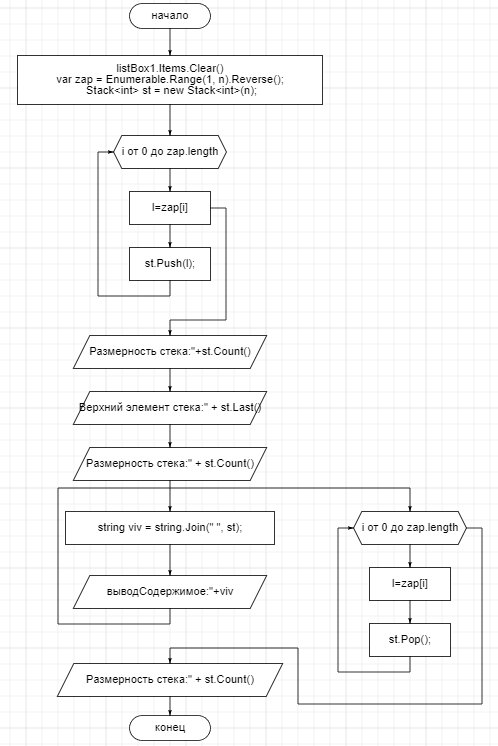 начало
listBox1.Items.Clear()
var zap = Enumerable.Range(1, n).Reverse();
Stack<int> st = new Stack<int>(n);
i от 0 до zap.length
l=zap[i]
st.Push(l);
Размерность стека:"+st.Count()
Верхний элемент стека:" + st.Last()
Размерность стека:" + st.Count()
string viv = string.Join(" ", st);
выводСодержимое:"+viv
i от 0 до zap.length
l=zap[i]
st.Pop();
Размерность стека:" + st.Count()
конец